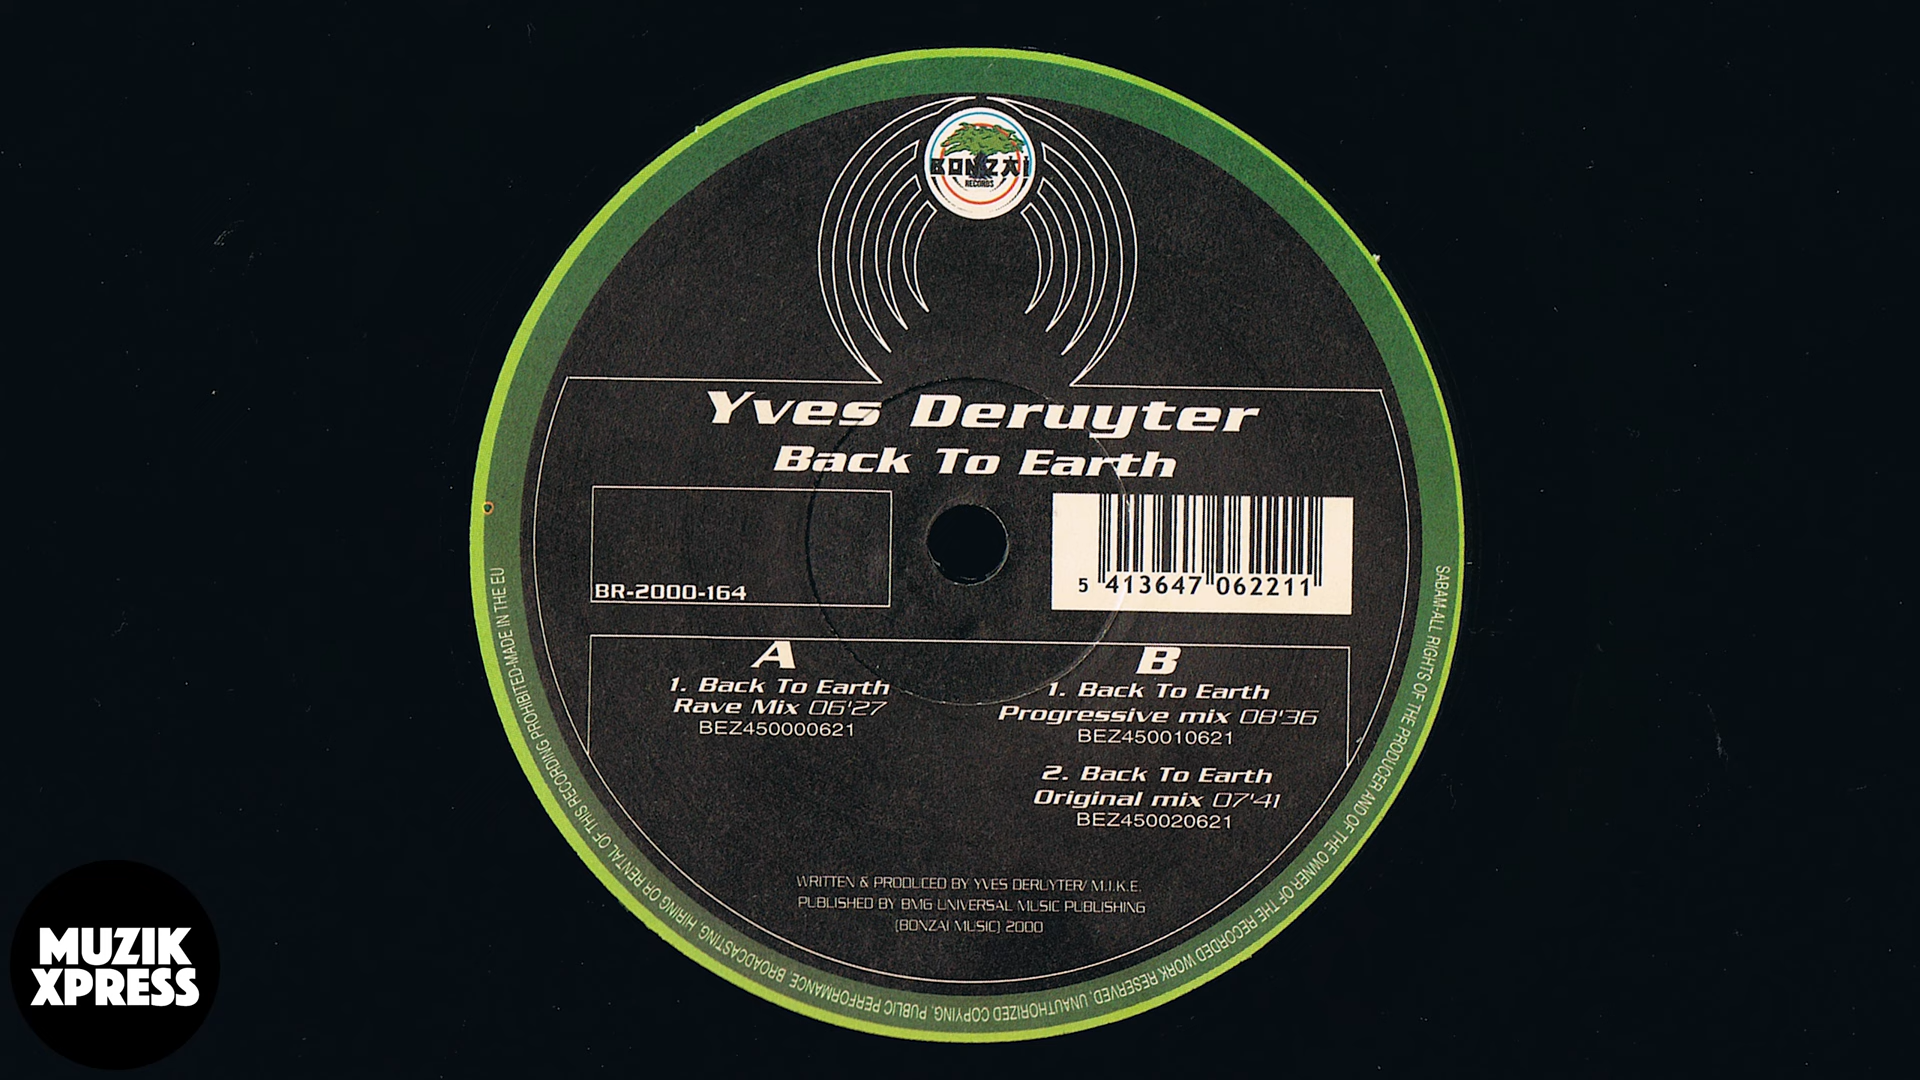 BONZAI
RECORDS
Yves Deruyter
Back To Earth
BR-2000-164
5 413647 062211
A
1. Back To Earth
Rave Mix 06'27
BEZ450000621
B
1. Back To Earth
Progressive mix 08'36
BEZ450010621
2. Back To Earth
Original mix 07'41
BEZ450020621
WRITTEN & PRODUCED BY YVES DERUYTER/ M.I.K.E.
PUBLISHED BY BMG UNIVERSAL MUSIC PUBLISHING
(BONZAI MUSIC) 2000
SABAM-ALL RIGHTS OF THE PRODUCER AND OF THE OWNER OF THE RECORDED WORK RESERVED. UNAUTHORIZED COPYING, PUBLIC PERFORMANCE, BROADCASTING, HIRING OR RENTAL OF THIS RECORDING PROHIBITED-MADE IN THE EU
MUZIK
XPRESS